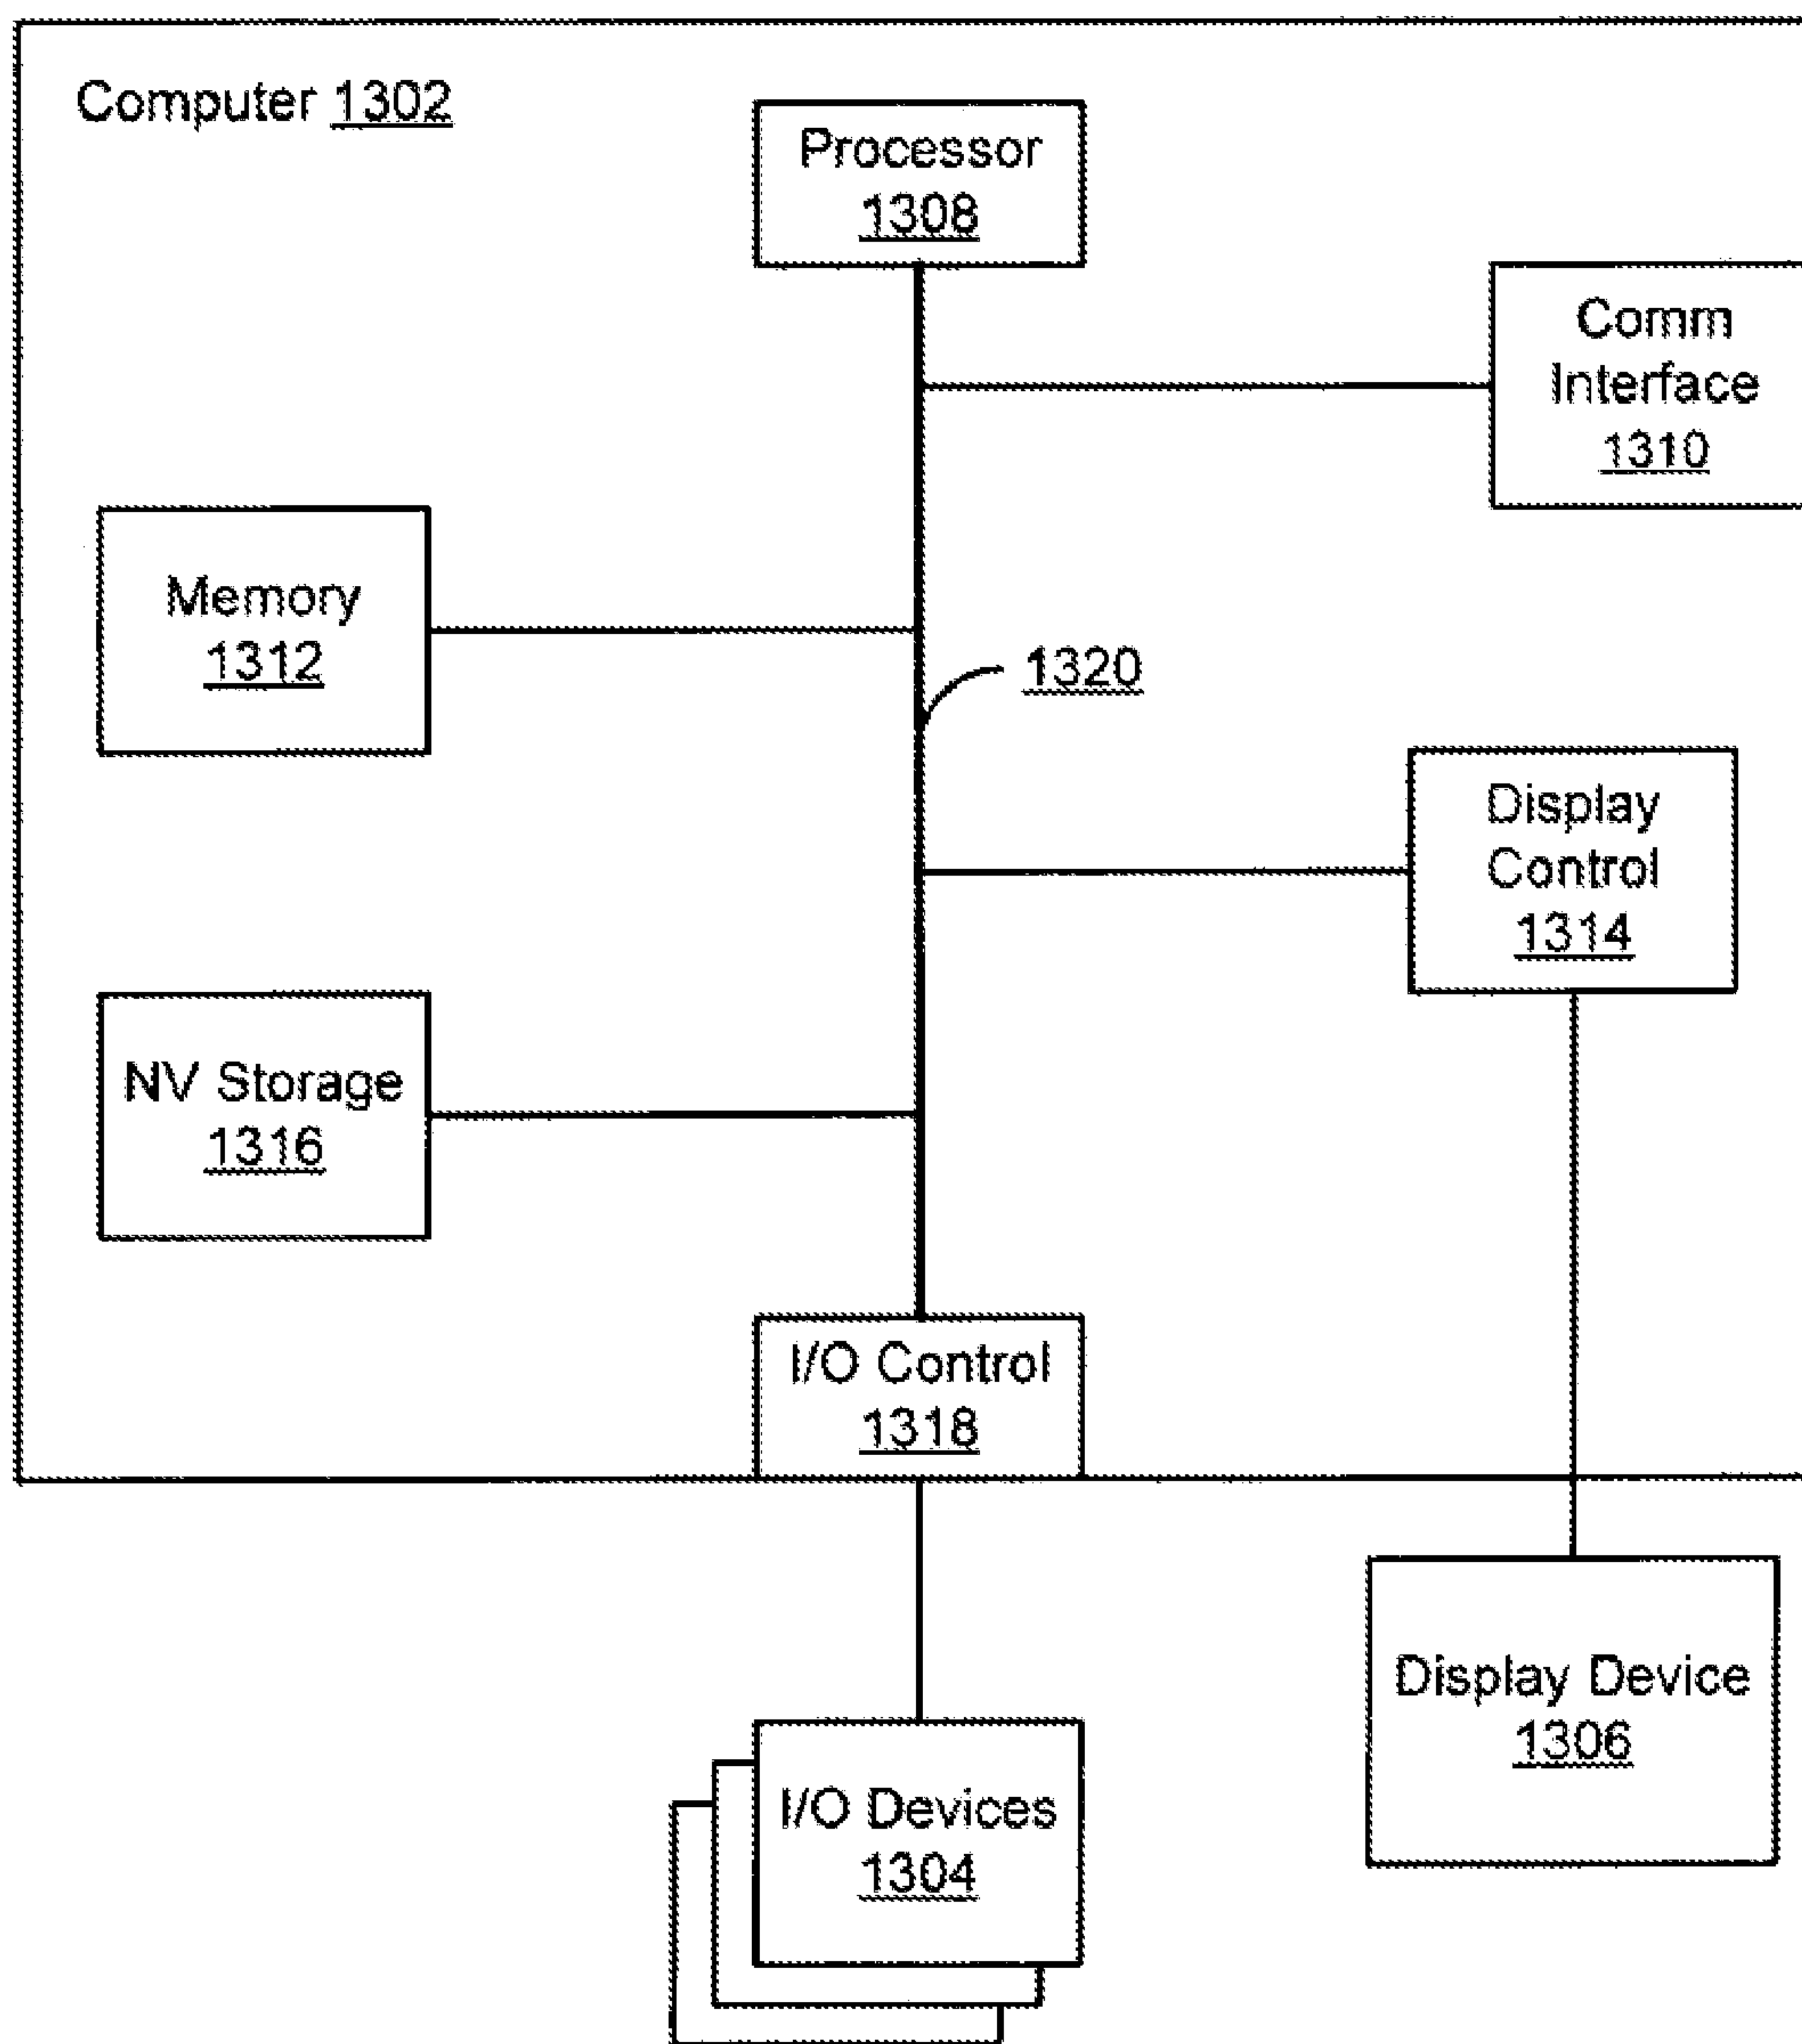 Computer 1302
Processor
1308
Comm
Interface
1310
Memory
1312
1320
Display
Control
1314
NV Storage
1316
I/O Control
1318
Display Device
1306
I/O Devices
1304